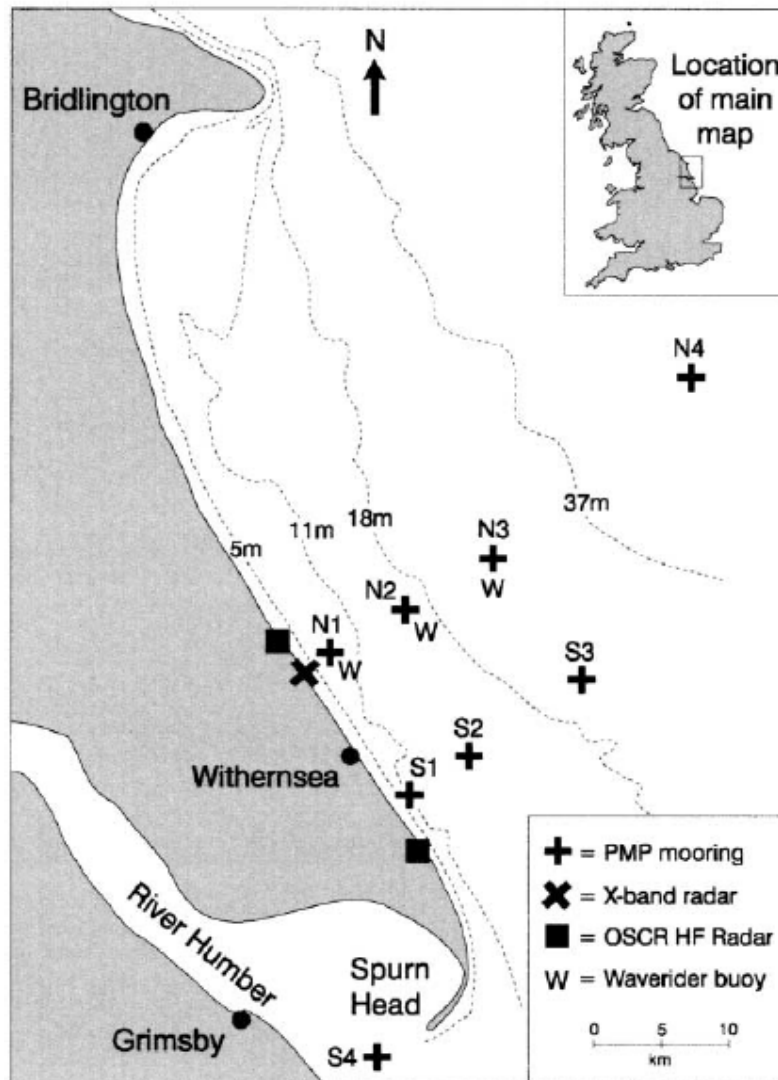 N
Bridlington
Location
of main
map
N4
37m
18m
11m
5m
N3
W
N2
W
N1
W
S3
S2
S1
Withernsea
River Humber
Spurn
Head
Grimsby
S4
= PMP mooring
= X-band radar
= OSCR HF Radar
W = Waverider buoy
0 5 10
km